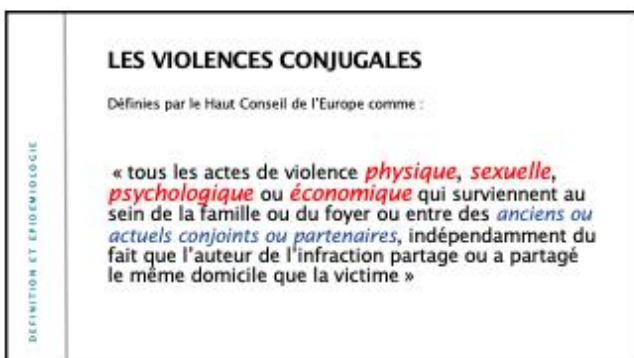 LES VIOLENCES CONJUGALES
Définies par le Haut Conseil de l'Europe comme :
« tous les actes de violence physique, sexuelle,
psychologique ou économique qui surviennent au
sein de la famille ou du foyer ou entre des anciens ou
actuels conjoints ou partenaires, indépendamment du
fait que l'auteur de l'infraction partage ou a partagé
le même domicile que la victime »
DEFINITION ET EPIDEMIOLOGIE